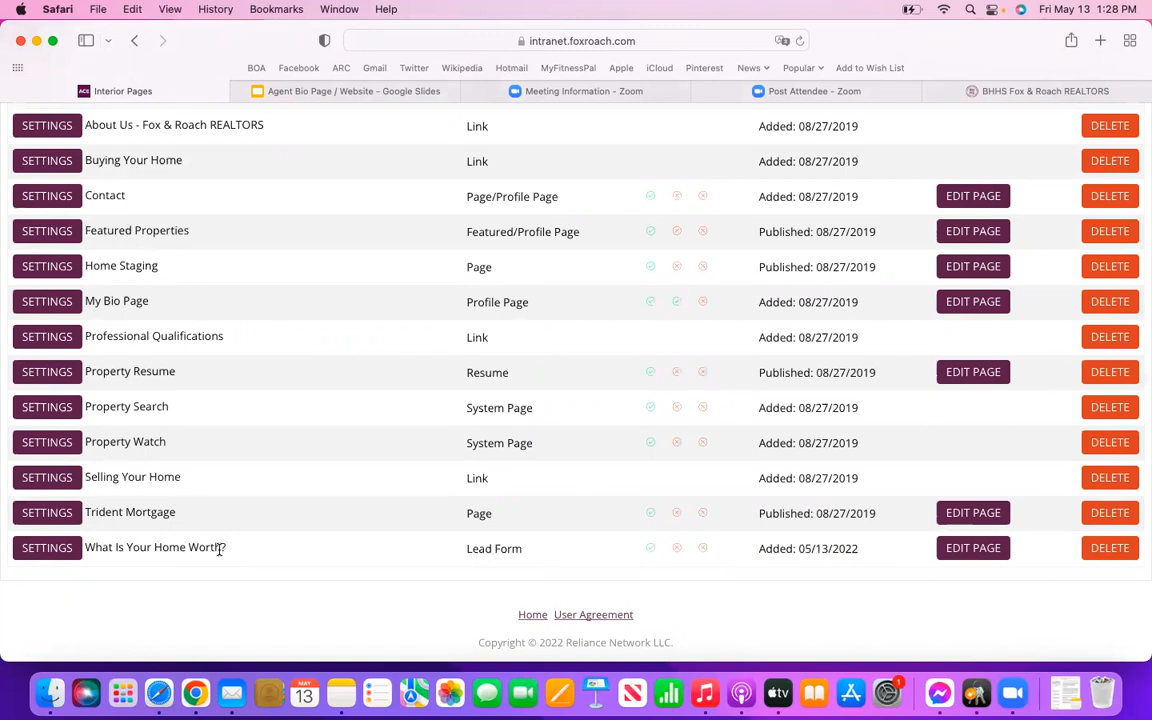 Safari File Edit View History Bookmarks Window Help Fri May 13 1:28 PM
intranet.foxroach.com
BOA Facebook ARC Gmail Twitter Wikipedia Hotmail MyFitnessPal Apple iCloud Pinterest News Popular Add to Wish List
ACE Interior Pages Agent Bio Page / Website - Google Slides Meeting Information - Zoom Post Attendee - Zoom BHHS Fox & Roach REALTORS
SETTINGS About Us - Fox & Roach REALTORS Link Added: 08/27/2019 DELETE
SETTINGS Buying Your Home Link Added: 08/27/2019 DELETE
SETTINGS Contact Page/Profile Page Added: 08/27/2019 EDIT PAGE DELETE
SETTINGS Featured Properties Featured/Profile Page Published: 08/27/2019 EDIT PAGE DELETE
SETTINGS Home Staging Page Published: 08/27/2019 EDIT PAGE DELETE
SETTINGS My Bio Page Profile Page Added: 08/27/2019 EDIT PAGE DELETE
SETTINGS Professional Qualifications Link Added: 08/27/2019 DELETE
SETTINGS Property Resume Resume Published: 08/27/2019 EDIT PAGE DELETE
SETTINGS Property Search System Page Added: 08/27/2019 DELETE
SETTINGS Property Watch System Page Added: 08/27/2019 DELETE
SETTINGS Selling Your Home Link Added: 08/27/2019 DELETE
SETTINGS Trident Mortgage Page Published: 08/27/2019 EDIT PAGE DELETE
SETTINGS What Is Your Home Worth? Lead Form Added: 05/13/2022 EDIT PAGE DELETE
Home User Agreement
Copyright © 2022 Reliance Network LLC.
MAY
13
tv
1